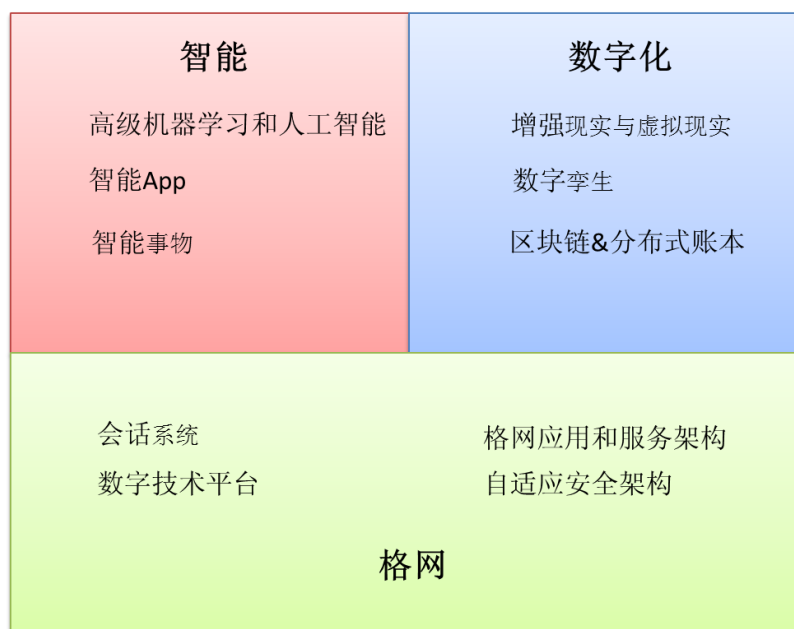 智能
高级机器学习和人工智能
智能App
智能事物
数字化
增强现实与虚拟现实
数字孪生
区块链&分布式账本
会话系统
数字技术平台
格网应用和服务架构
自适应安全架构
格网